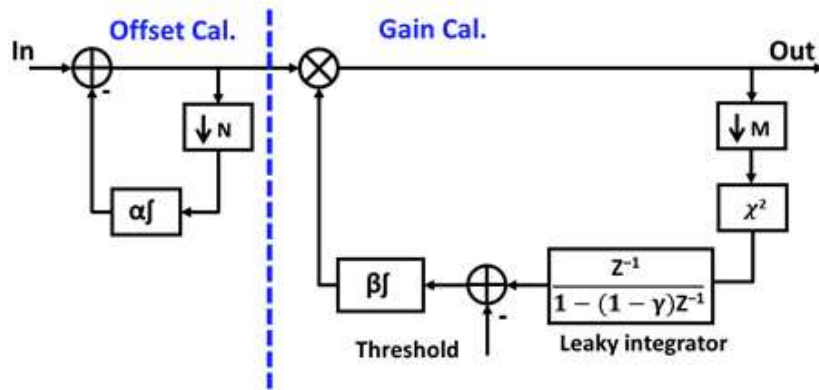 Offset Cal.
Gain Cal.
In
Out
-
↓ N
↓ M
α∫
χ²
β∫
-
Z⁻¹
1 − (1 − γ)Z⁻¹
Threshold
Leaky integrator